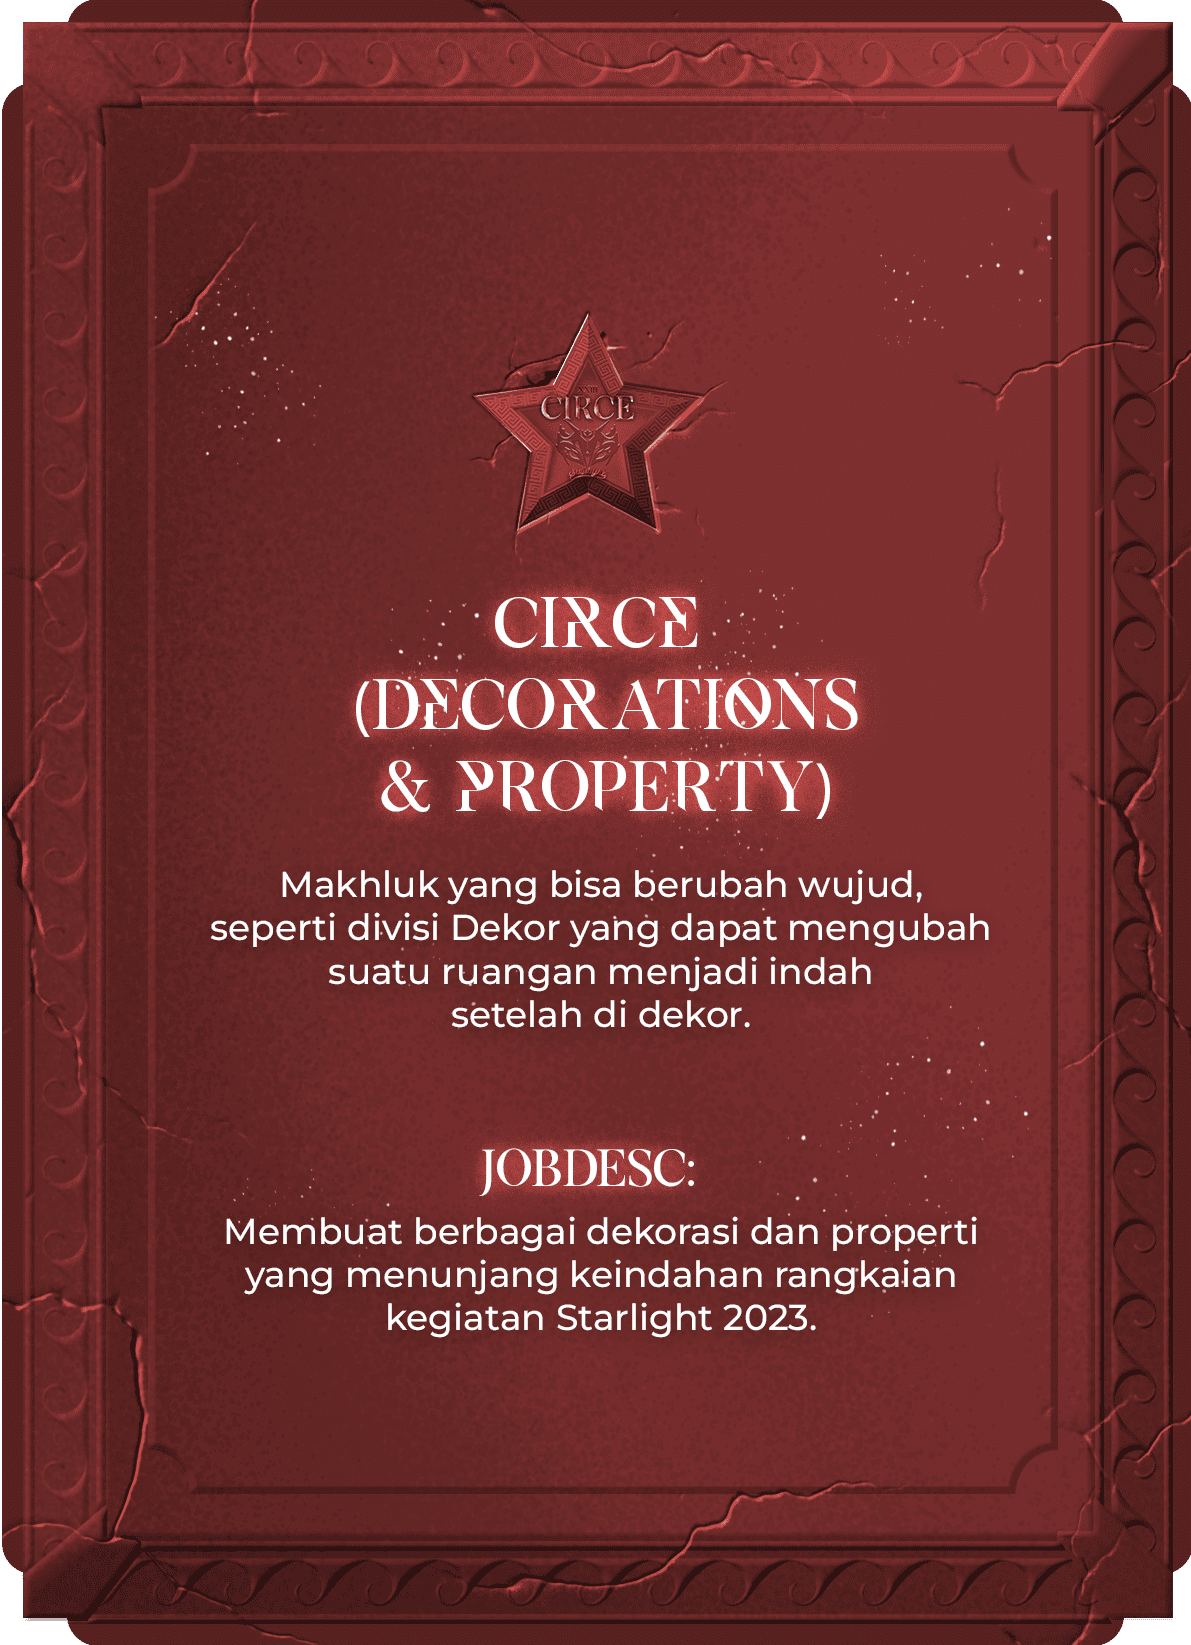 XXIII
CIRCE
CIRCE
(DECORATIONS
& PROPERTY)
Makhluk yang bisa berubah wujud,
seperti divisi Dekor yang dapat mengubah
suatu ruangan menjadi indah
setelah di dekor.
JOBDESC:
Membuat berbagai dekorasi dan properti
yang menunjang keindahan rangkaian
kegiatan Starlight 2023.